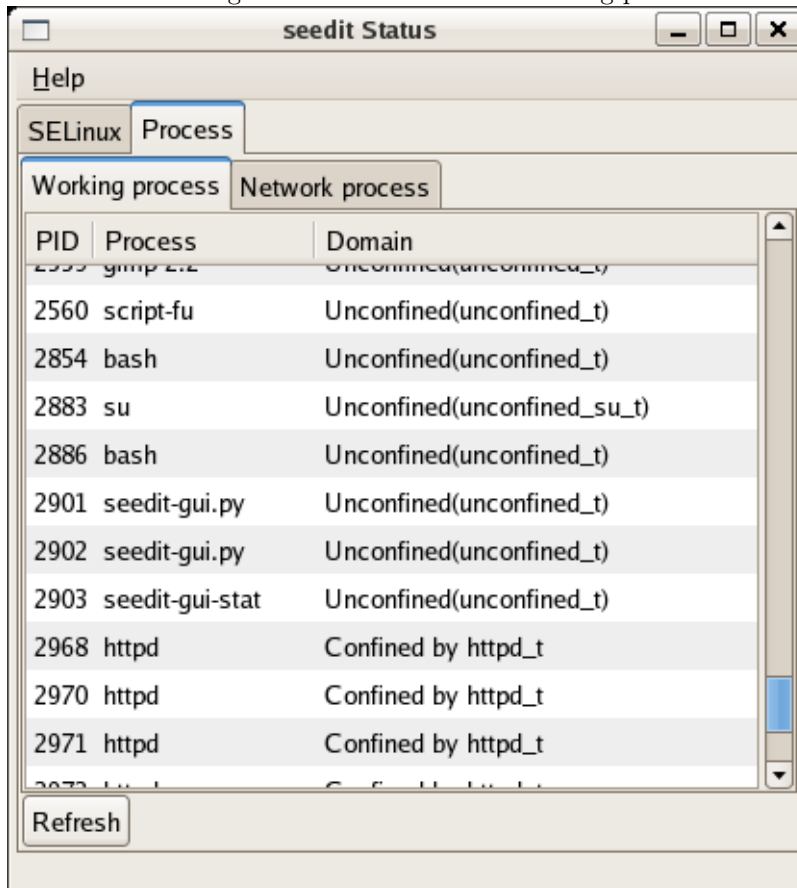 seedit Status
Help
SELinux Process
Working process Network process
PID Process Domain
2560 script-fu Unconfined(unconfined_t)
2854 bash Unconfined(unconfined_t)
2883 su Unconfined(unconfined_su_t)
2886 bash Unconfined(unconfined_t)
2901 seedit-gui.py Unconfined(unconfined_t)
2902 seedit-gui.py Unconfined(unconfined_t)
2903 seedit-gui-stat Unconfined(unconfined_t)
2968 httpd Confined by httpd_t
2970 httpd Confined by httpd_t
2971 httpd Confined by httpd_t
Refresh